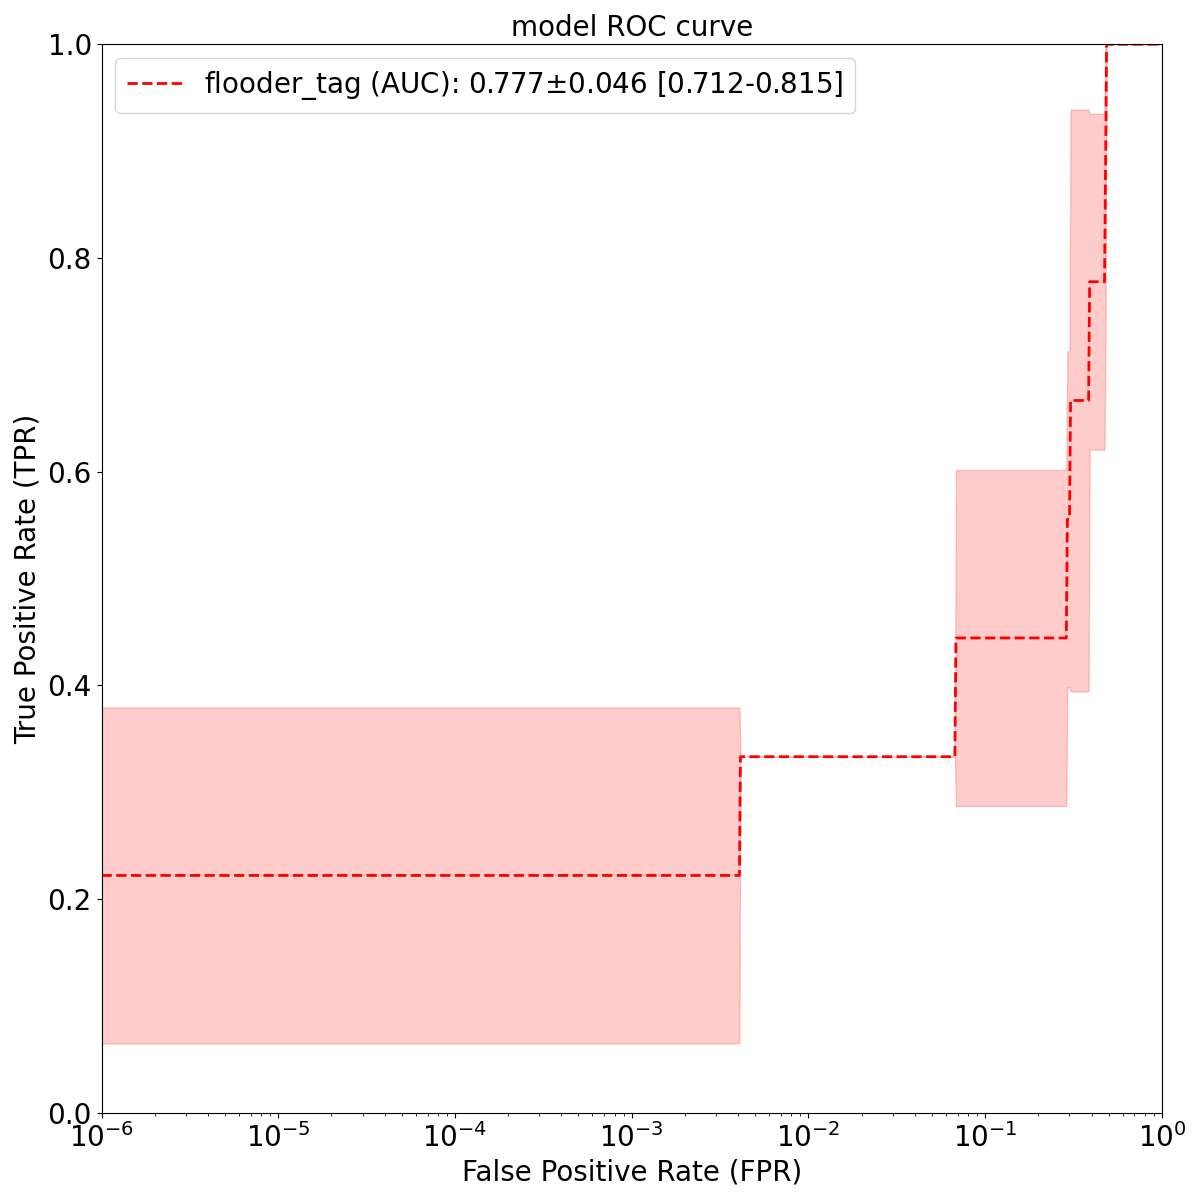 model ROC curve
flooder_tag (AUC): 0.777±0.046 [0.712-0.815]
1.0
0.8
0.6
0.4
0.2
0.0
True Positive Rate (TPR)
10⁻⁶ 10⁻⁵ 10⁻⁴ 10⁻³ 10⁻² 10⁻¹ 10⁰
False Positive Rate (FPR)